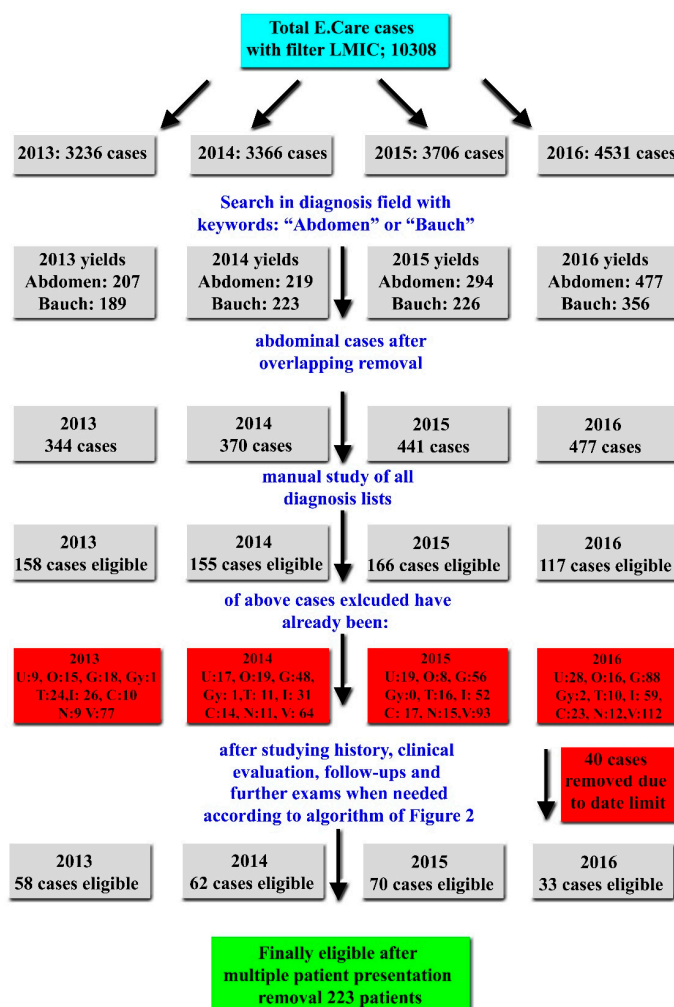 Total E.Care cases
with filter LMIC; 10308
2013: 3236 cases
2014: 3366 cases
2015: 3706 cases
2016: 4531 cases
Search in diagnosis field with
keywords: “Abdomen” or “Bauch”
2013 yields
Abdomen: 207
Bauch: 189
2014 yields
Abdomen: 219
Bauch: 223
2015 yields
Abdomen: 294
Bauch: 226
2016 yields
Abdomen: 477
Bauch: 356
abdominal cases after
overlapping removal
2013
344 cases
2014
370 cases
2015
441 cases
2016
477 cases
manual study of all
diagnosis lists
2013
158 cases eligible
2014
155 cases eligible
2015
166 cases eligible
2016
117 cases eligible
of above cases exlcuded have
already been:
2013
U:9, O:15, G:18, Gy:1
T:24,I: 26, C:10
N:9 V:77
2014
U:17, O:19, G:48,
Gy: 1,T: 11, I: 31
C:14, N:11, V: 64
2015
U:19, O:8, G:56
Gy:0, T:16, I: 52
C: 17, N:15,V:93
2016
U:28, O:16, G:88
Gy:2, T:10, I: 59,
C:23, N:12,V:112
after studying history, clinical
evaluation, follow-ups and
further exams when needed
according to algorithm of Figure 2
40 cases
removed due
to date limit
2013
58 cases eligible
2014
62 cases eligible
2015
70 cases eligible
2016
33 cases eligible
Finally eligible after
multiple patient presentation
removal 223 patients